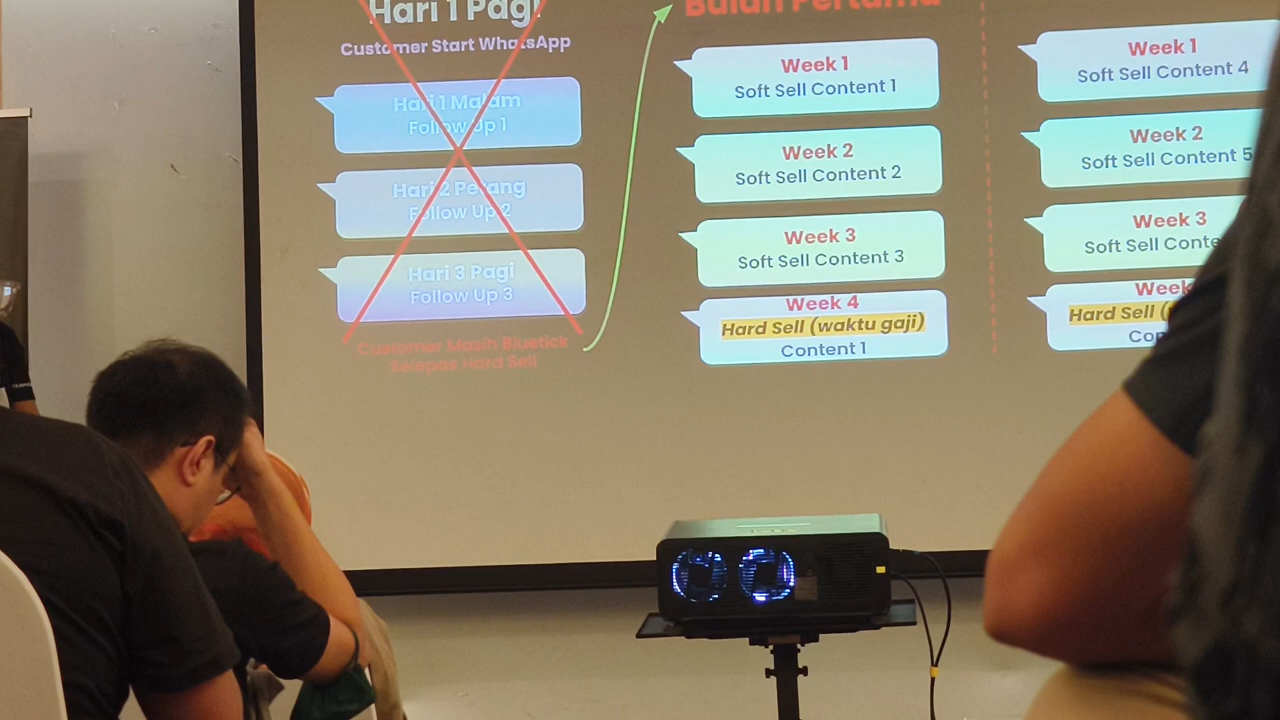 Hari 1 Pagi
Customer Start WhatsApp
Hari 1 Malam
Follow Up 1
Hari 2 Petang
Follow Up 2
Hari 3 Pagi
Follow Up 3
Customer Masih Bluetick
Selepas Hard Sell
Bulan Pertama
Week 1
Soft Sell Content 1
Week 2
Soft Sell Content 2
Week 3
Soft Sell Content 3
Week 4
Hard Sell (waktu gaji)
Content 1
Week 1
Soft Sell Content 4
Week 2
Soft Sell Content 5
Week 3
Soft Sell Conte
Week
Hard Sell (
Con